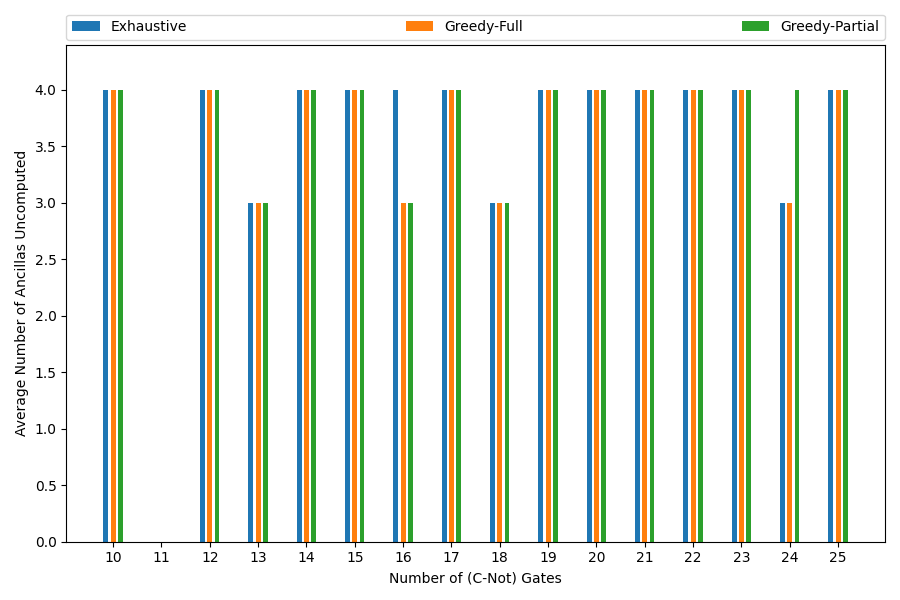 Exhaustive Greedy-Full Greedy-Partial
4.0
3.5
3.0
2.5
2.0
1.5
1.0
0.5
0.0
Average Number of Ancillas Uncomputed
10 11 12 13 14 15 16 17 18 19 20 21 22 23 24 25
Number of (C-Not) Gates